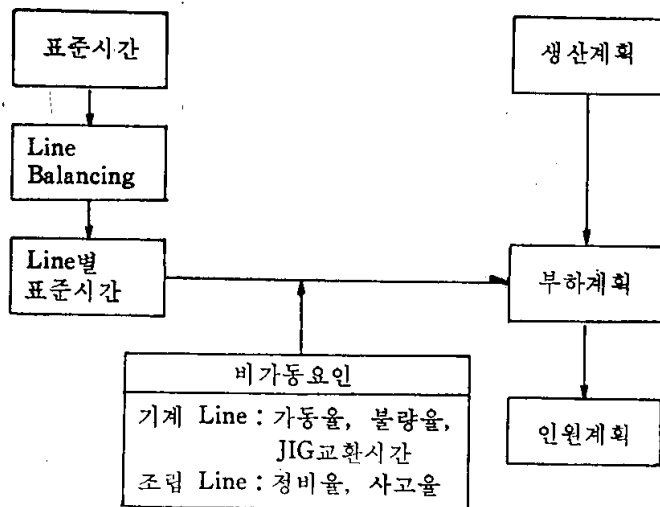 표준시간
생산계획
Line
Balancing
Line별
표준시간
부하계획
비가동요인
기계 Line : 가동율, 불량율,
JIG교환시간
조립 Line : 정비율, 사고율
인원계획